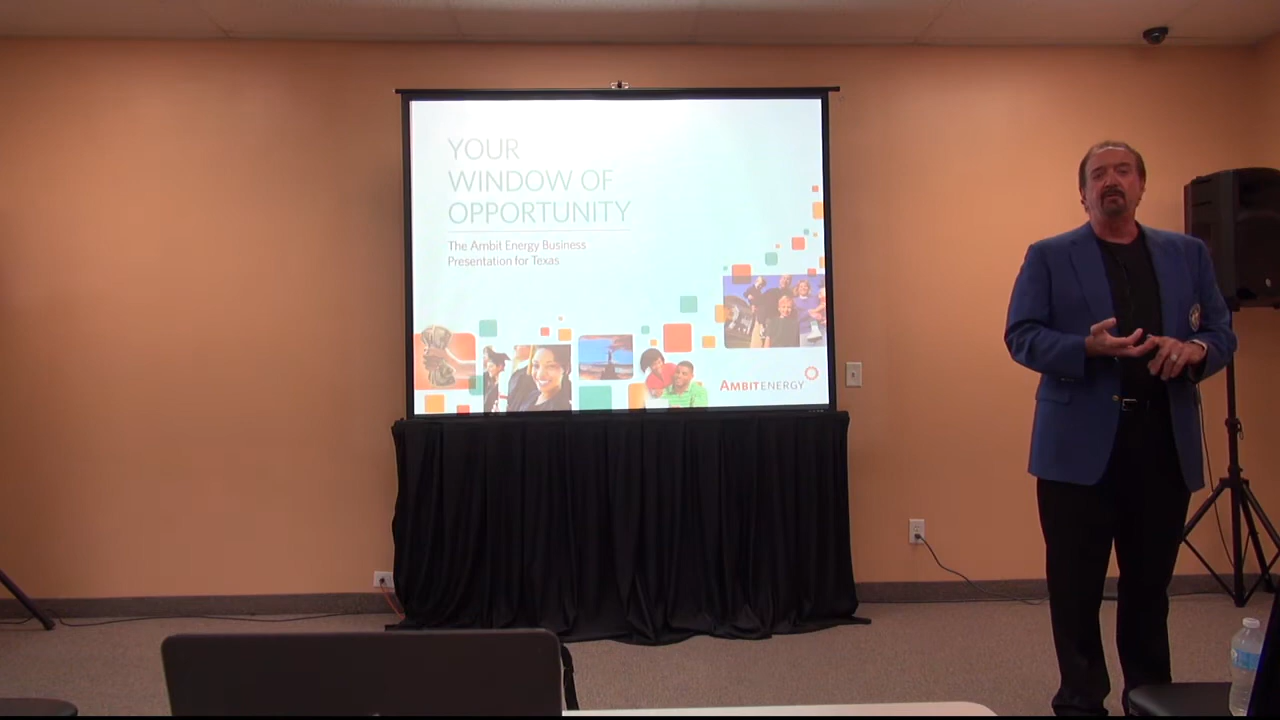 YOUR
WINDOW OF
OPPORTUNITY
The Ambit Energy Business
Presentation for Texas
AMBITENERGY